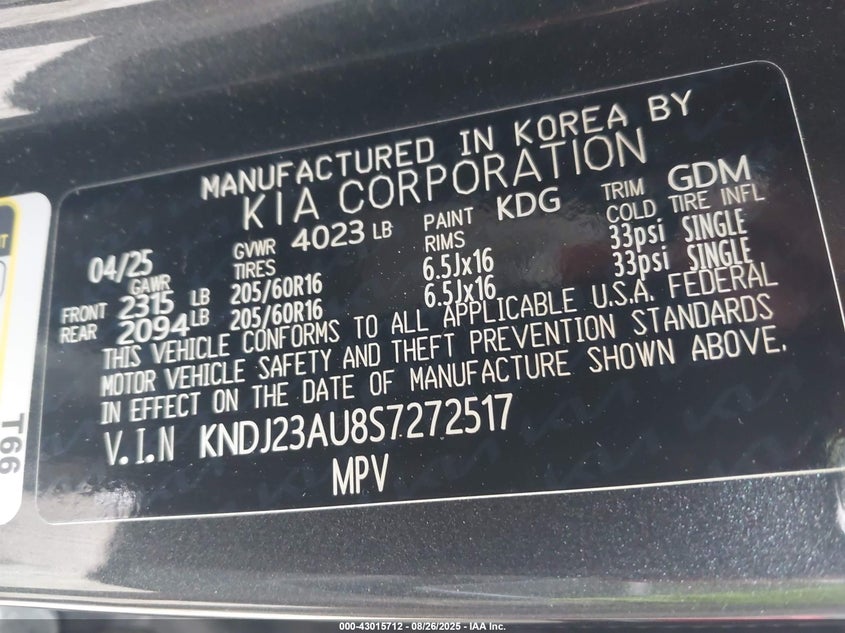 MANUFACTURED IN KOREA BY
KIA CORPORATION
04/25 GVWR 4023 LB PAINT KDG TRIM GDM
GAWR TIRES RIMS COLD TIRE INFL
FRONT 2315 LB 205/60R16 6.5Jx16 33psi SINGLE
REAR 2094 LB 205/60R16 6.5Jx16 33psi SINGLE
THIS VEHICLE CONFORMS TO ALL APPLICABLE U.S.A. FEDERAL
MOTOR VEHICLE SAFETY AND THEFT PREVENTION STANDARDS
IN EFFECT ON THE DATE OF MANUFACTURE SHOWN ABOVE.
V.I.N KNDJ23AU8S7272517
MPV
T66
000-43015712 - 08/26/2025 - IAA Inc.